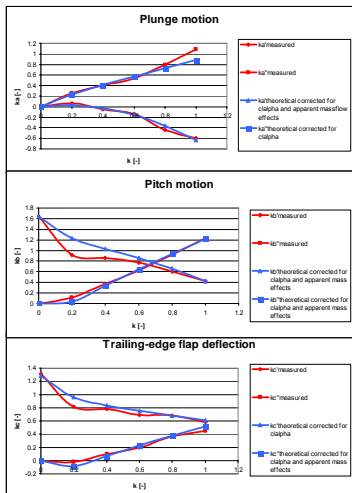 Plunge motion
1.2
1
0.8
0.6
0.4
0.2
0
-0.2
-0.4
-0.6
-0.8
ka [-]
0 0.2 0.4 0.6 0.8 1 1.2
k [-]
ka'measured
ka"measured
ka'theoretical corrected for
clalpha and apparent massflow
effects
ka"theoretical corrected for
clalpha
Pitch motion
1.8
1.6
1.4
1.2
1
0.8
0.6
0.4
0.2
0
kb [-]
0 0.2 0.4 0.6 0.8 1 1.2
k [-]
kb'measured
kb"measured
kb'theoretical corrected for
clalpha and apparent mass
effects
kb"theoretical corrected for
clalpha and apparent mass
effects
Trailing-edge flap deflection
1.4
1.2
1
0.8
0.6
0.4
0.2
0
-0.2
kc [-]
0 0.2 0.4 0.6 0.8 1 1.2
k [-]
kc'measured
kc"measured
kc'theoretical corrected for
clalpha
kc"theoretical corrected for
clalpha and apparent mass
effects